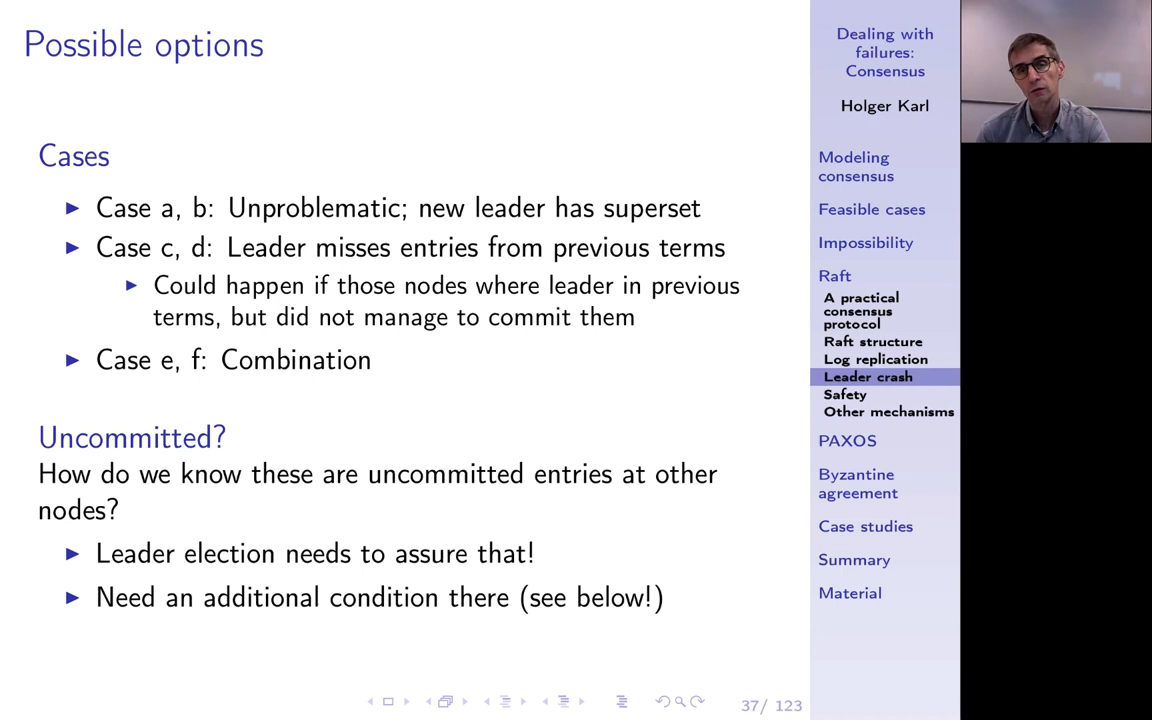 Possible options
Cases
Case a, b: Unproblematic; new leader has superset
Case c, d: Leader misses entries from previous terms
Could happen if those nodes where leader in previous
terms, but did not manage to commit them
Case e, f: Combination
Uncommitted?
How do we know these are uncommitted entries at other
nodes?
Leader election needs to assure that!
Need an additional condition there (see below!)
37/ 123
Dealing with
failures:
Consensus
Holger Karl
Modeling
consensus
Feasible cases
Impossibility
Raft
A practical
consensus
protocol
Raft structure
Log replication
Leader crash
Safety
Other mechanisms
PAXOS
Byzantine
agreement
Case studies
Summary
Material